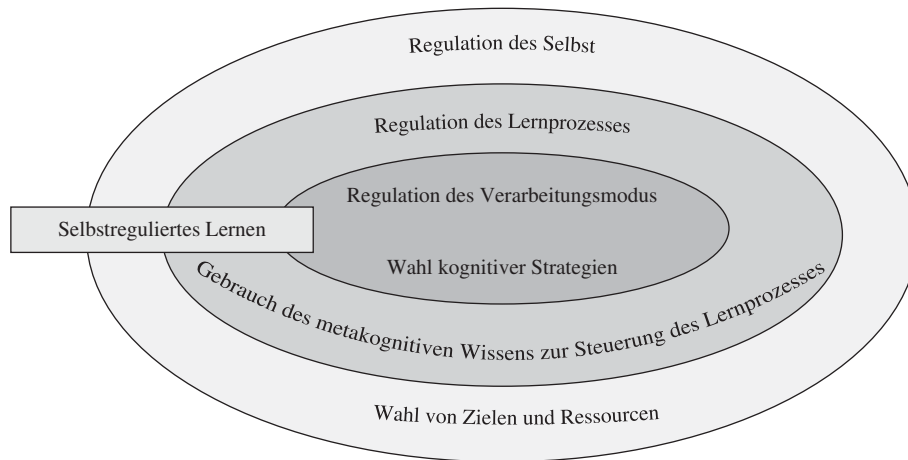 Regulation des Selbst
Regulation des Lernprozesses
Regulation des Verarbeitungsmodus
Selbstreguliertes Lernen
Wahl kognitiver Strategien
Gebrauch des metakognitiven Wissens zur Steuerung des Lernprozesses
Wahl von Zielen und Ressourcen